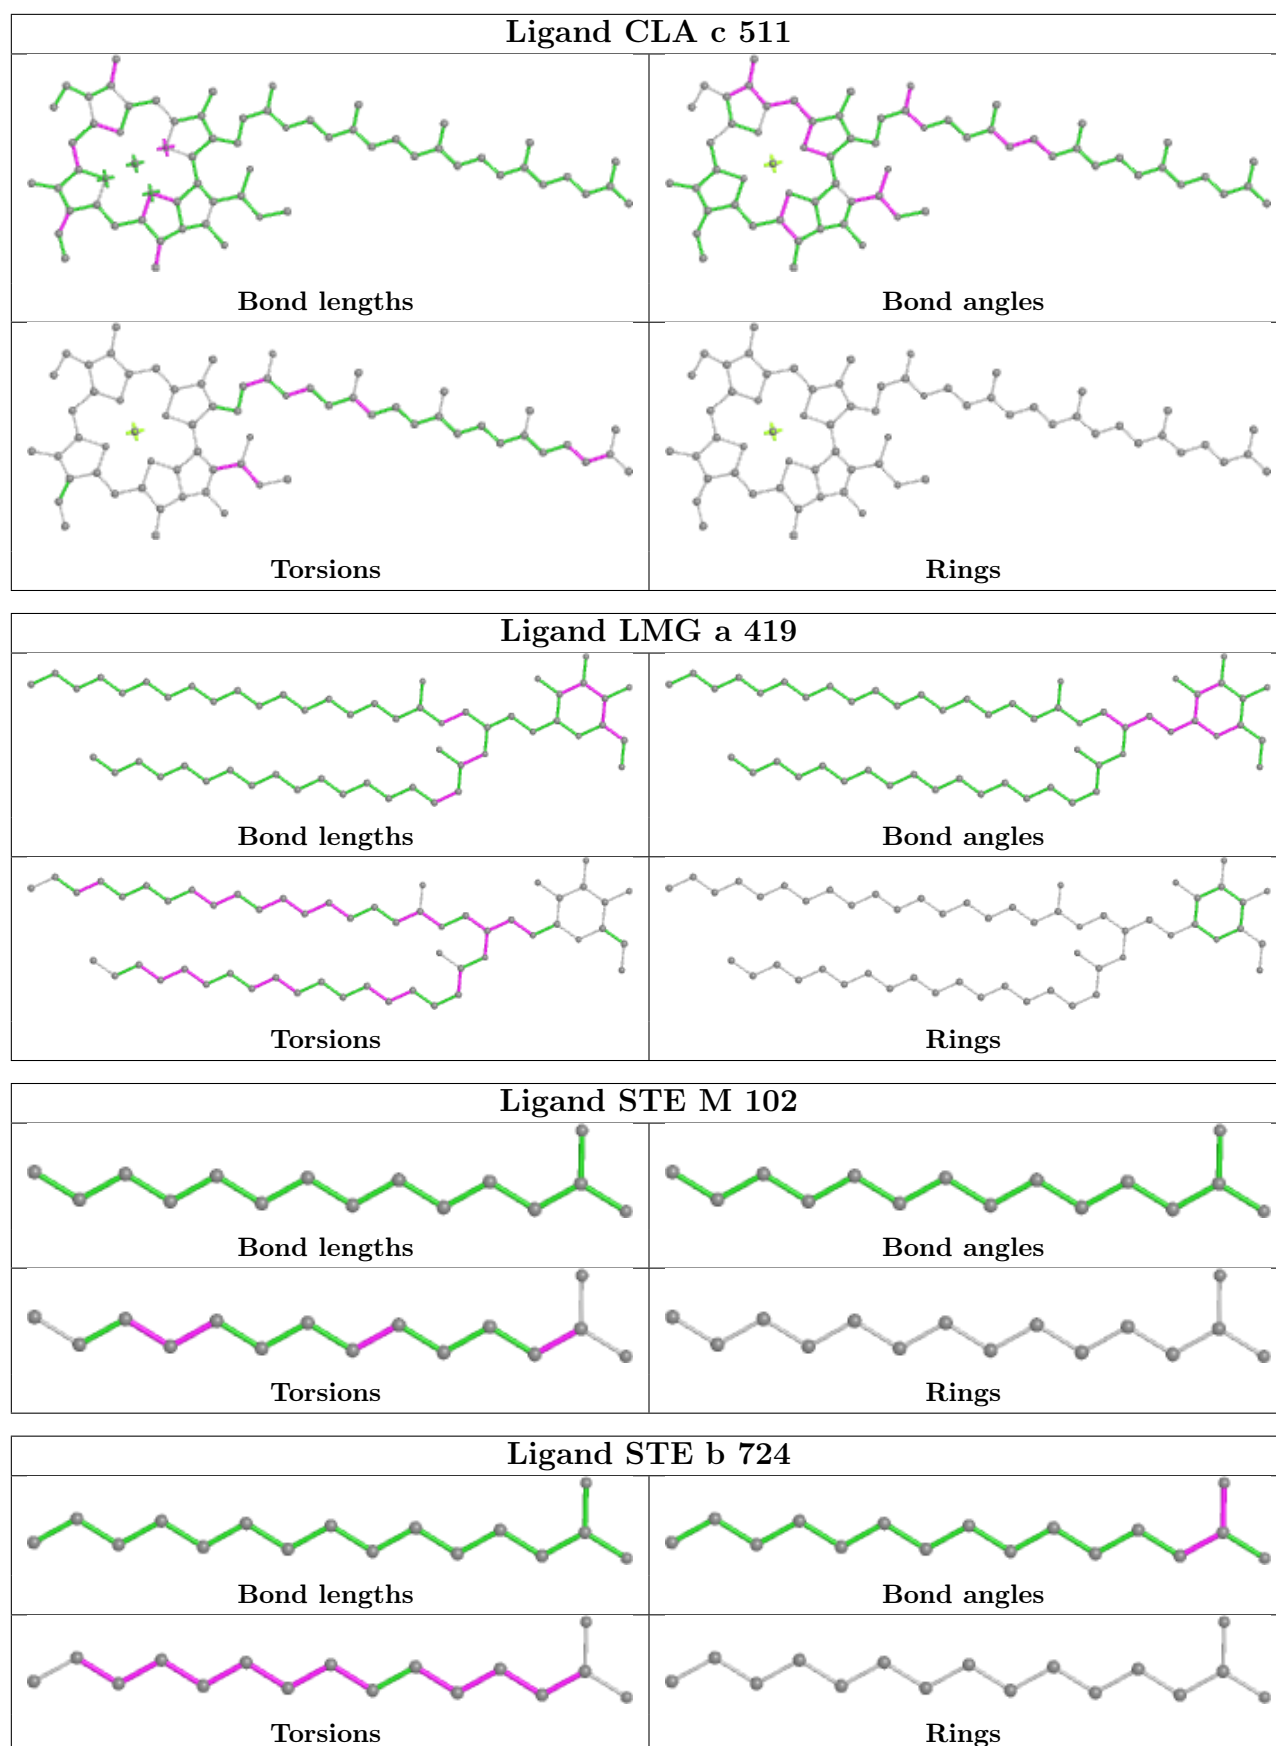 Ligand CLA c 511
Bond lengths
Bond angles
Torsions
Rings
Ligand LMG a 419
Bond lengths
Bond angles
Torsions
Rings
Ligand STE M 102
Bond lengths
Bond angles
Torsions
Rings
Ligand STE b 724
Bond lengths
Bond angles
Torsions
Rings